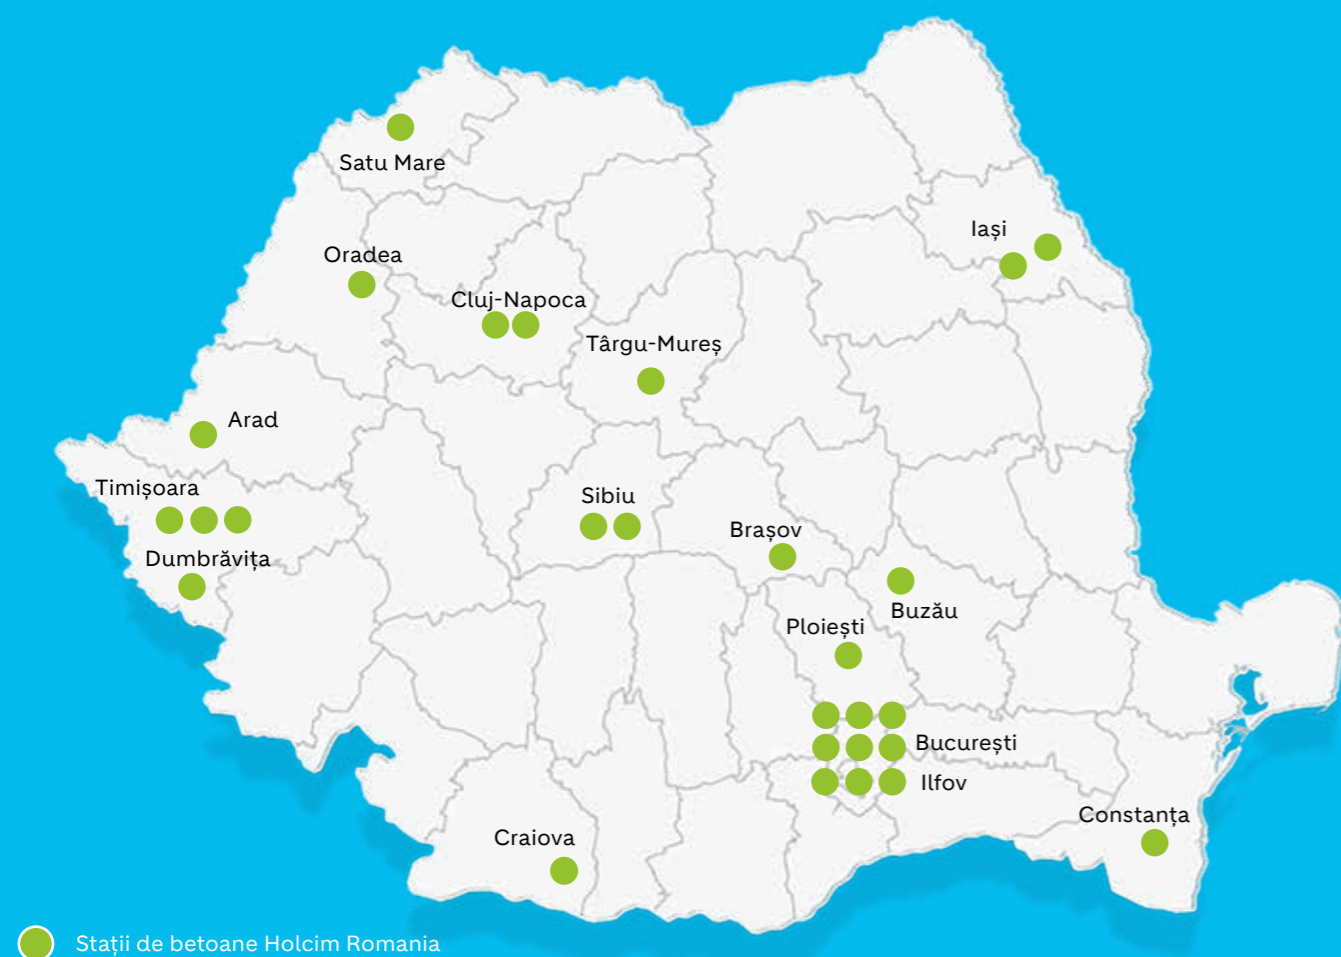 Satu Mare
Iași
Oradea
Cluj-Napoca
Târgu-Mureș
Arad
Timișoara
Sibiu
Brașov
Dumbrăvița
Buzău
Ploiești
București
Ilfov
Constanța
Craiova
Stații de betoane Holcim Romania